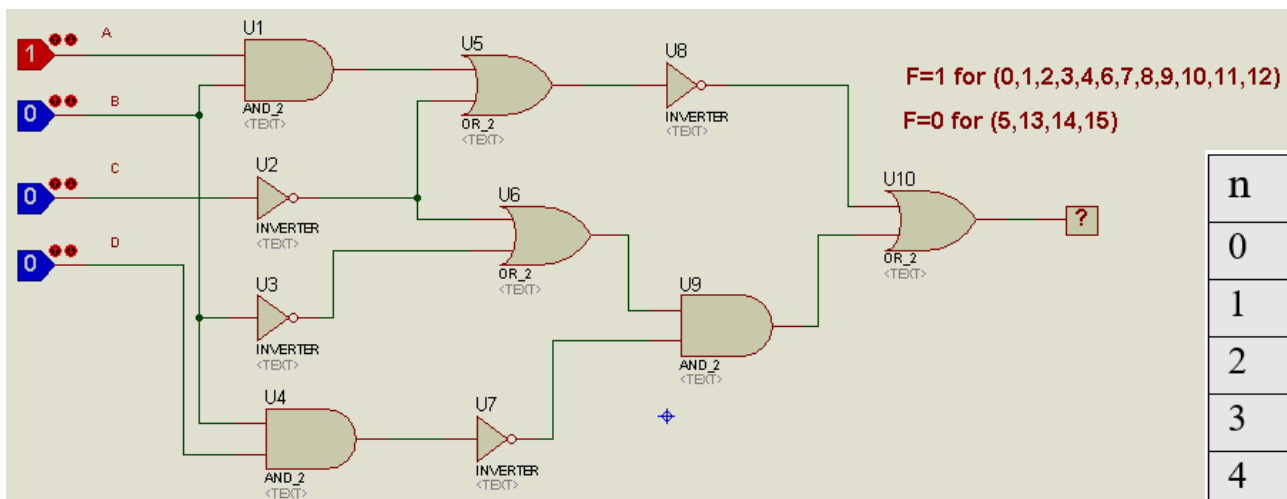 A
1
B
0
C
0
D
0
U1
AND_2
<TEXT>
U2
INVERTER
<TEXT>
U3
INVERTER
<TEXT>
U4
AND_2
<TEXT>
U5
OR_2
<TEXT>
U6
OR_2
<TEXT>
U7
INVERTER
<TEXT>
U8
INVERTER
<TEXT>
U9
AND_2
<TEXT>
U10
OR_2
<TEXT>
?
F=1 for (0,1,2,3,4,6,7,8,9,10,11,12)
F=0 for (5,13,14,15)
n
0
1
2
3
4